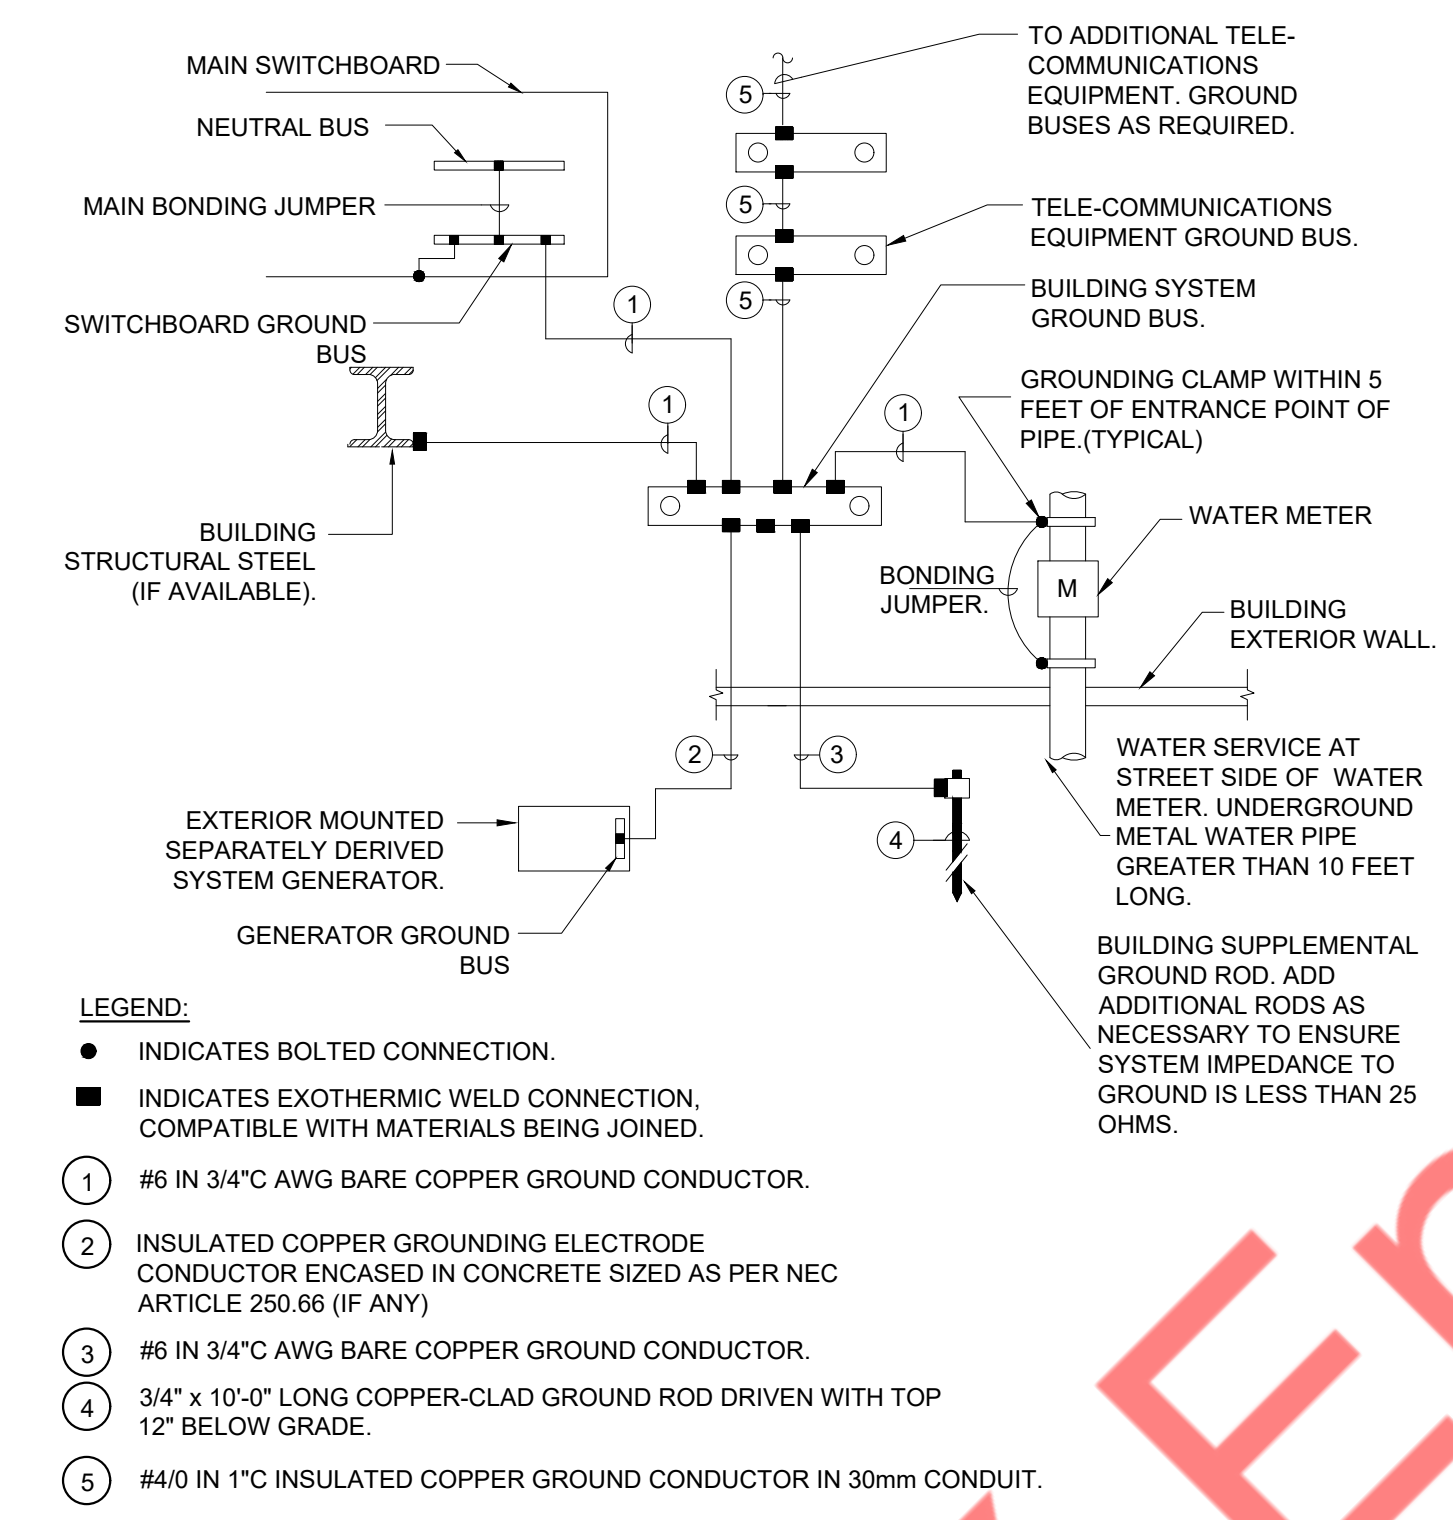 TO ADDITIONAL TELE-
COMMUNICATIONS
EQUIPMENT. GROUND
BUSES AS REQUIRED.
MAIN SWITCHBOARD
5
NEUTRAL BUS
MAIN BONDING JUMPER
5
TELE-COMMUNICATIONS
EQUIPMENT GROUND BUS.
5
BUILDING SYSTEM
GROUND BUS.
1
SWITCHBOARD GROUND
BUS
GROUNDING CLAMP WITHIN 5
FEET OF ENTRANCE POINT OF
PIPE.(TYPICAL)
1
1
BUILDING
STRUCTURAL STEEL
(IF AVAILABLE).
WATER METER
BONDING
JUMPER.
M
BUILDING
EXTERIOR WALL.
2
3
WATER SERVICE AT
STREET SIDE OF WATER
METER. UNDERGROUND
METAL WATER PIPE
GREATER THAN 10 FEET
LONG.
EXTERIOR MOUNTED
SEPARATELY DERIVED
SYSTEM GENERATOR.
4
GENERATOR GROUND
BUS
BUILDING SUPPLEMENTAL
GROUND ROD. ADD
ADDITIONAL RODS AS
NECESSARY TO ENSURE
SYSTEM IMPEDANCE TO
GROUND IS LESS THAN 25
OHMS.
LEGEND:
INDICATES BOLTED CONNECTION.
INDICATES EXOTHERMIC WELD CONNECTION,
COMPATIBLE WITH MATERIALS BEING JOINED.
1 #6 IN 3/4"C AWG BARE COPPER GROUND CONDUCTOR.
2 INSULATED COPPER GROUNDING ELECTRODE
CONDUCTOR ENCASED IN CONCRETE SIZED AS PER NEC
ARTICLE 250.66 (IF ANY)
3 #6 IN 3/4"C AWG BARE COPPER GROUND CONDUCTOR.
4 3/4" x 10'-0" LONG COPPER-CLAD GROUND ROD DRIVEN WITH TOP
12" BELOW GRADE.
5 #4/0 IN 1"C INSULATED COPPER GROUND CONDUCTOR IN 30mm CONDUIT.